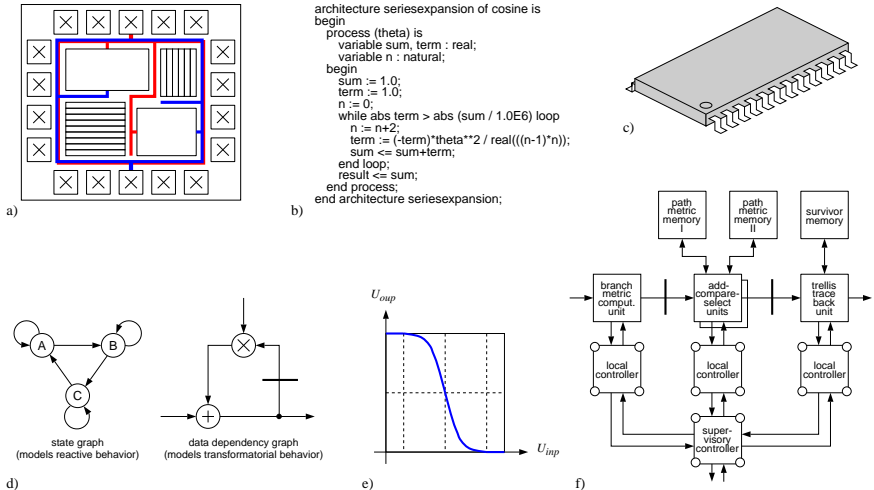 a)
architecture seriesexpansion of cosine is
begin
process (theta) is
variable sum, term : real;
variable n : natural;
begin
sum := 1.0;
term := 1.0;
n := 0;
while abs term > abs (sum / 1.0E6) loop
n := n+2;
term := (-term)*theta**2 / real(((n-1)*n));
sum <= sum+term;
end loop;
result <= sum;
end process;
end architecture seriesexpansion;
b)
c)
A
B
C
state graph
(models reactive behavior)
data dependency graph
(models transformatorial behavior)
d)
U oup
U inp
e)
path
metric
memory
I
path
metric
memory
II
survivor
memory
branch
metric
comput.
unit
add-
compare-
select
units
trellis
trace
back
unit
local
controller
local
controller
local
controller
super-
visory
controller
f)